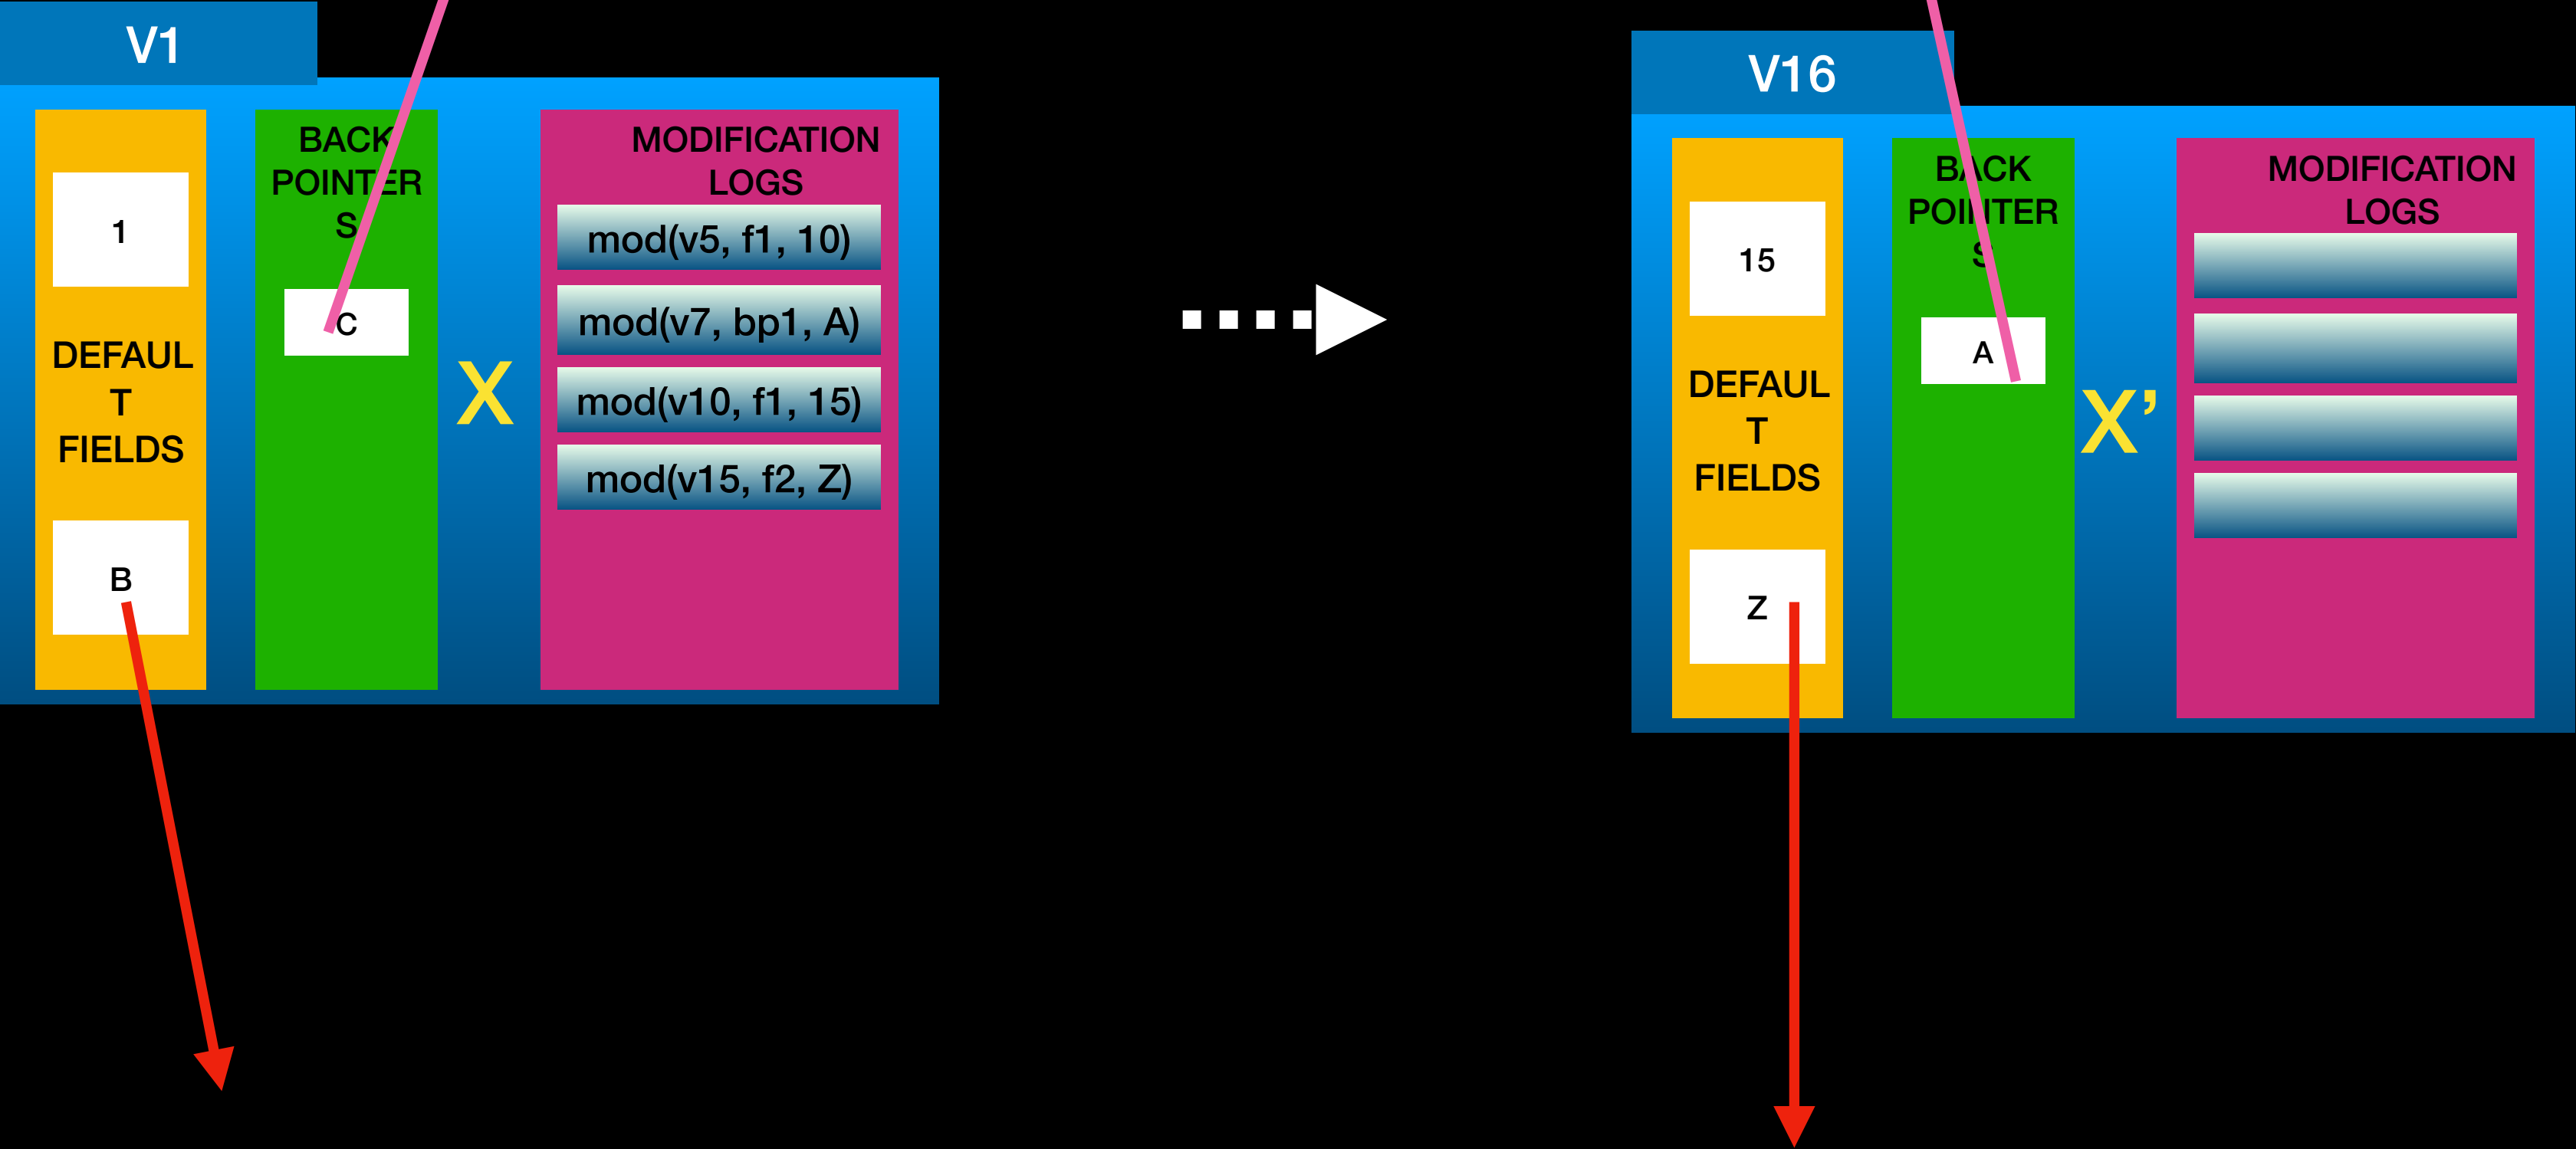 V1
1
DEFAUL
T
FIELDS
B
BACK
POINTER
S
C
X
MODIFICATION
LOGS
mod(v5, f1, 10)
mod(v7, bp1, A)
mod(v10, f1, 15)
mod(v15, f2, Z)
V16
15
DEFAUL
T
FIELDS
Z
BACK
POINTER
S
A
X’
MODIFICATION
LOGS